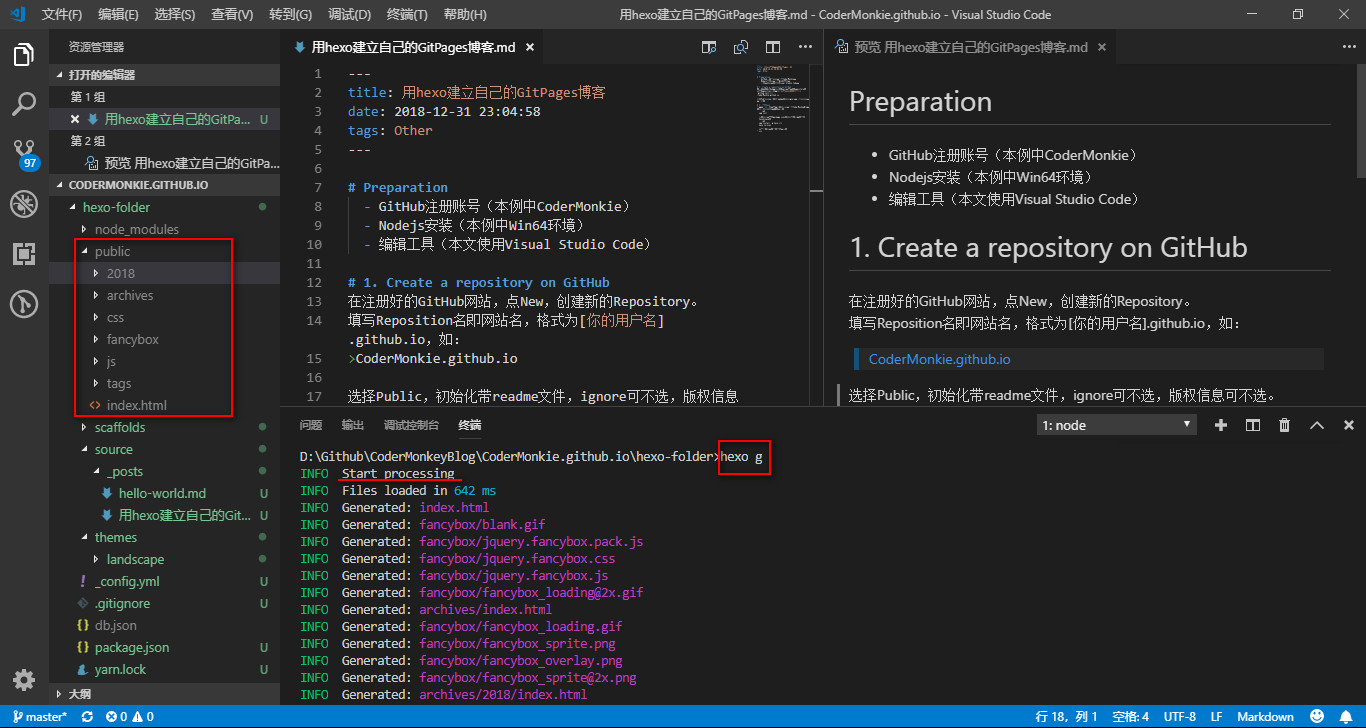 文件(F) 编辑(E) 选择(S) 查看(V) 转到(G) 调试(D) 终端(T) 帮助(H) 用hexo建立自己的GitPages博客.md - CoderMonkie.github.io - Visual Studio Code
资源管理器
打开的编辑器
第 1 组
用hexo建立自己的GitPa... U
第 2 组
预览 用hexo建立自己的GitPa...
CODERMONKIE.GITHUB.IO
hexo-folder
node_modules
public
2018
archives
css
fancybox
js
tags
index.html
scaffolds
source
_posts
hello-world.md U
用hexo建立自己的Git... U
themes
landscape
_config.yml U
.gitignore U
db.json
package.json U
yarn.lock U
大纲
97
用hexo建立自己的GitPages博客.md
1 ---
2 title: 用hexo建立自己的GitPages博客
3 date: 2018-12-31 23:04:58
4 tags: Other
5 ---
6
7 # Preparation
8 - GitHub注册账号（本例中CoderMonkie）
9 - Nodejs安装（本例中Win64环境）
10 - 编辑工具（本文使用Visual Studio Code）
11
12 # 1. Create a repository on GitHub
13 在注册好的GitHub网站，点New，创建新的Repository。
14 填写Reposition名即网站名，格式为[你的用户名]
.github.io，如：
15 >CoderMonkie.github.io
16
17 选择Public，初始化带readme文件，ignore可不选，版权信息
预览 用hexo建立自己的GitPages博客.md
Preparation
• GitHub注册账号（本例中CoderMonkie）
• Nodejs安装（本例中Win64环境）
• 编辑工具（本文使用Visual Studio Code）
1. Create a repository on GitHub
在注册好的GitHub网站，点New，创建新的Repository。
填写Reposition名即网站名，格式为[你的用户名].github.io，如：
CoderMonkie.github.io
选择Public，初始化带readme文件，ignore可不选，版权信息可不选。
问题 输出 调试控制台 终端 1: node
D:\Github\CoderMonkeyBlog\CoderMonkie.github.io\hexo-folder>hexo g
INFO Start processing
INFO Files loaded in 642 ms
INFO Generated: index.html
INFO Generated: fancybox/blank.gif
INFO Generated: fancybox/jquery.fancybox.pack.js
INFO Generated: fancybox/jquery.fancybox.css
INFO Generated: fancybox/jquery.fancybox.js
INFO Generated: fancybox/fancybox_loading@2x.gif
INFO Generated: archives/index.html
INFO Generated: fancybox/fancybox_loading.gif
INFO Generated: fancybox/fancybox_sprite.png
INFO Generated: fancybox/fancybox_overlay.png
INFO Generated: fancybox/fancybox_sprite@2x.png
INFO Generated: archives/2018/index.html
master* 0 0 行 18，列 1 空格: 4 UTF-8 LF Markdown